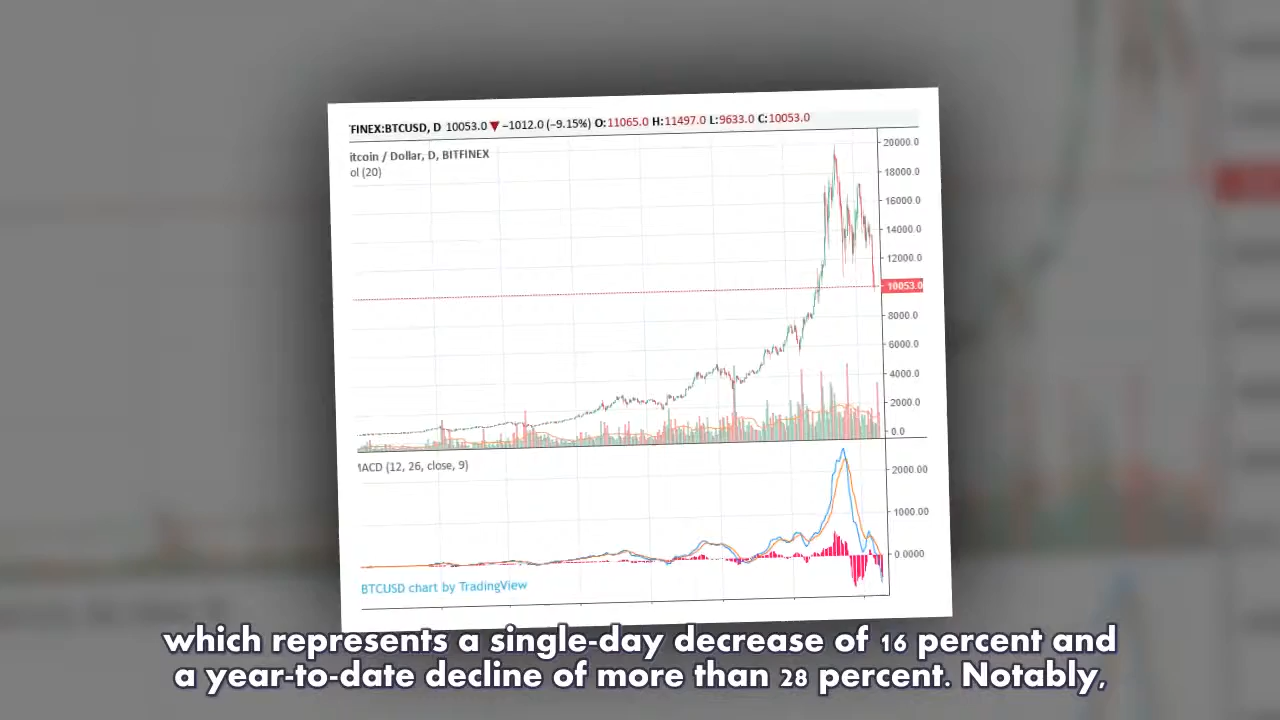 FINEX:BTCUSD, D 10053.0 ▼ −1012.0 (−9.15%) O:11065.0 H:11497.0 L:9633.0 C:10053.0
itcoin / Dollar, D, BITFINEX
ol (20)
20000.0
18000.0
16000.0
14000.0
12000.0
10053.0
8000.0
6000.0
4000.0
2000.0
0.0
MACD (12, 26, close, 9)
2000.00
1000.00
0.0000
BTCUSD chart by TradingView
which represents a single-day decrease of 16 percent and
a year-to-date decline of more than 28 percent. Notably,